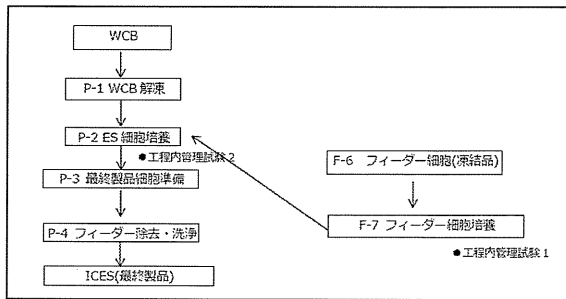 WCB
P-1 WCB 解凍
P-2 ES 細胞培養
●工程内管理試験 2
P-3 最終製品細胞準備
P-4 フィーダー除去・洗浄
ICES(最終製品)
F-6 フィーダー細胞(凍結品)
F-7 フィーダー細胞培養
●工程内管理試験 1